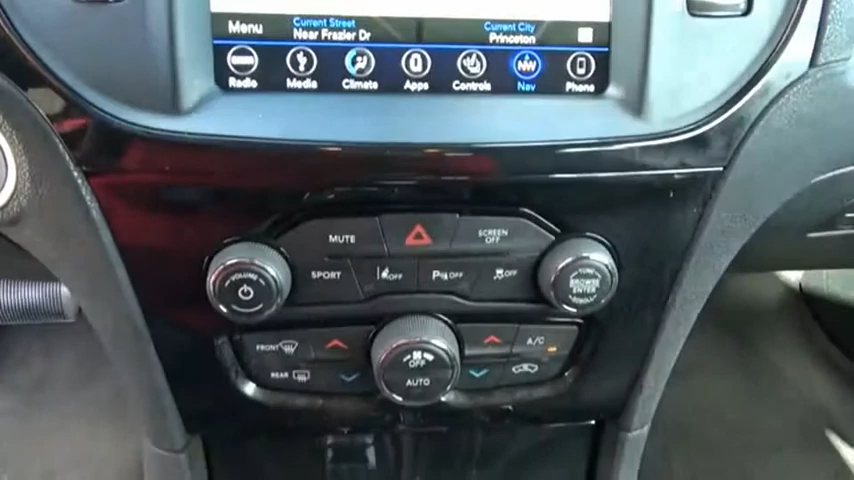 Current Street
Current City
Menu
Near Frazier Dr
Princeton
NW
Radio
Media
Climate
Apps
Controls
Nav
Phone
MUTE
SCREEN OFF
VOLUME
SPORT
OFF
P OFF
OFF
TUNE
BROWSE
ENTER
SCROLL
FRONT
OFF
A/C
REAR
AUTO